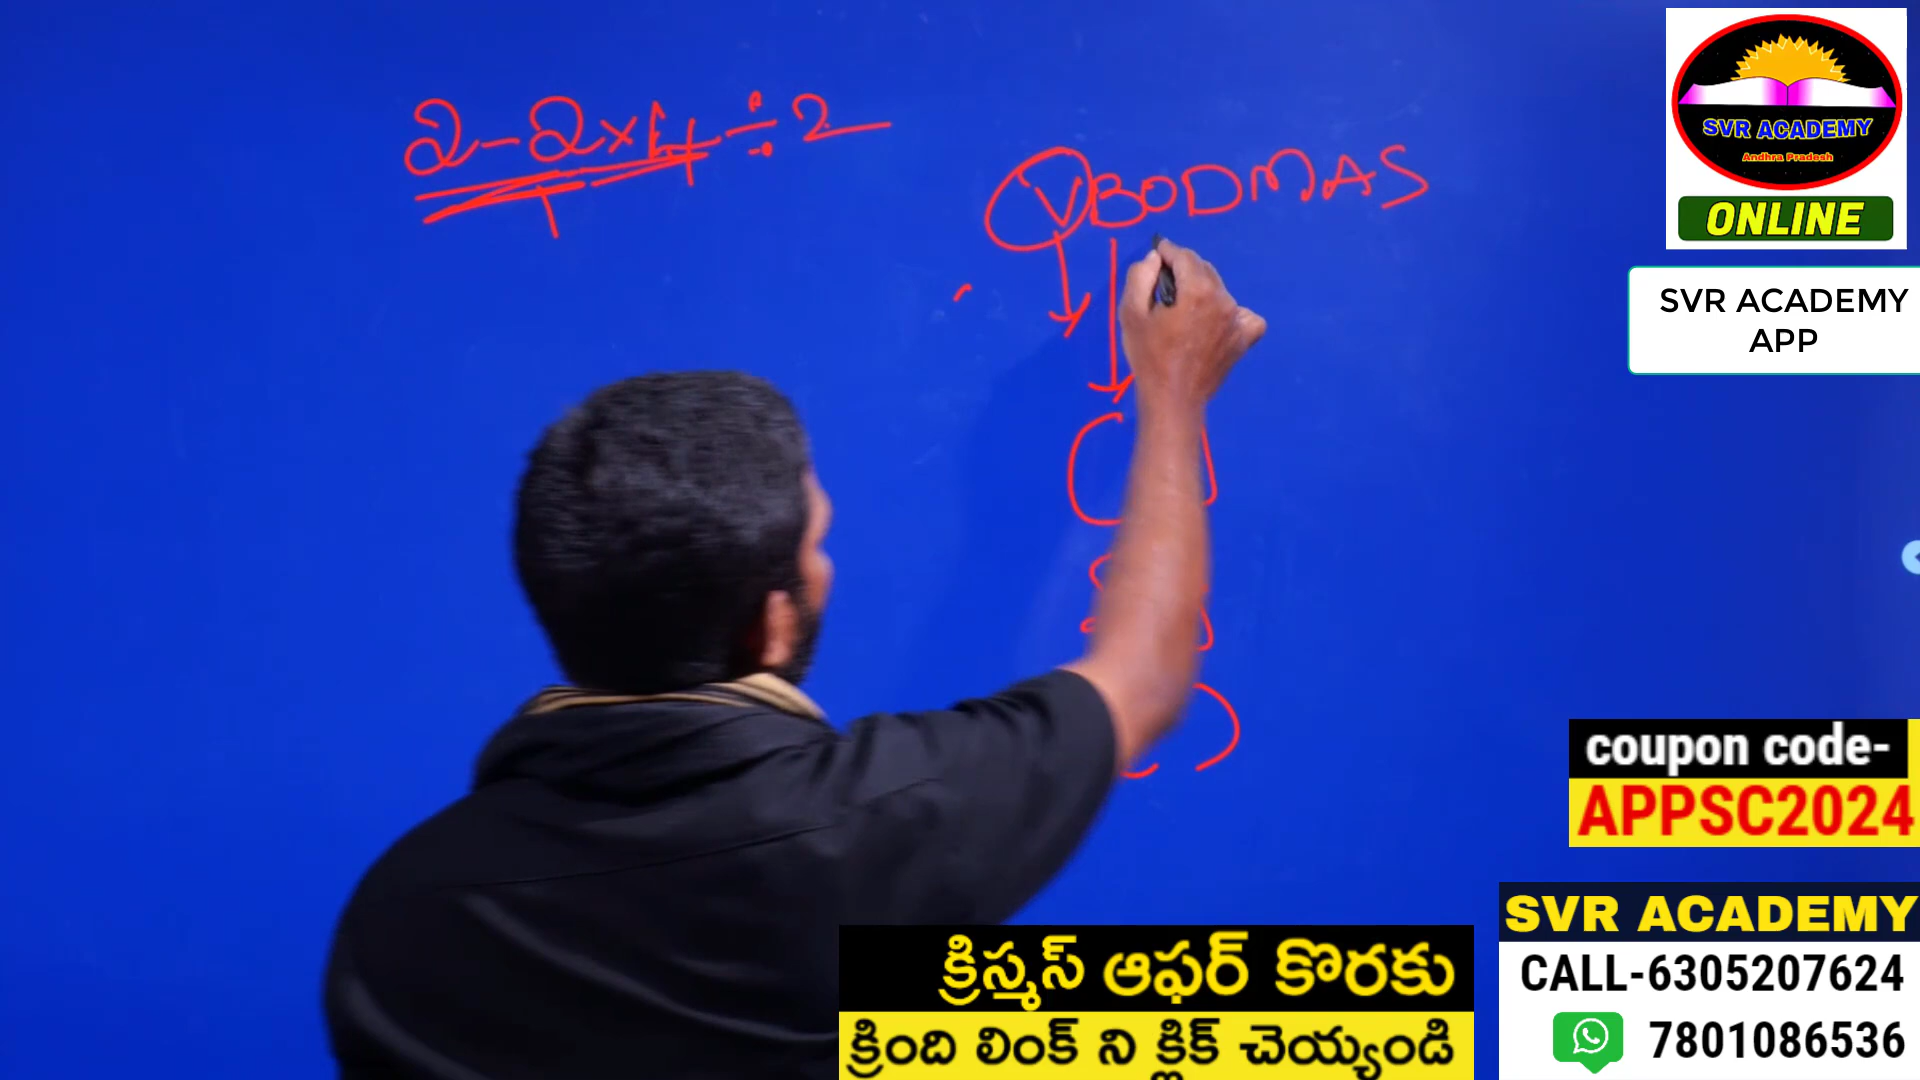 2-2×4÷2
VBODMAS
SVR ACADEMY
Andhra Pradesh
ONLINE
SVR ACADEMY
APP
coupon code-
APPSC2024
SVR ACADEMY
CALL-6305207624
7801086536
క్రిస్మస్ ఆఫర్ కొరకు
క్రింది లింక్ ని క్లిక్ చెయ్యండి